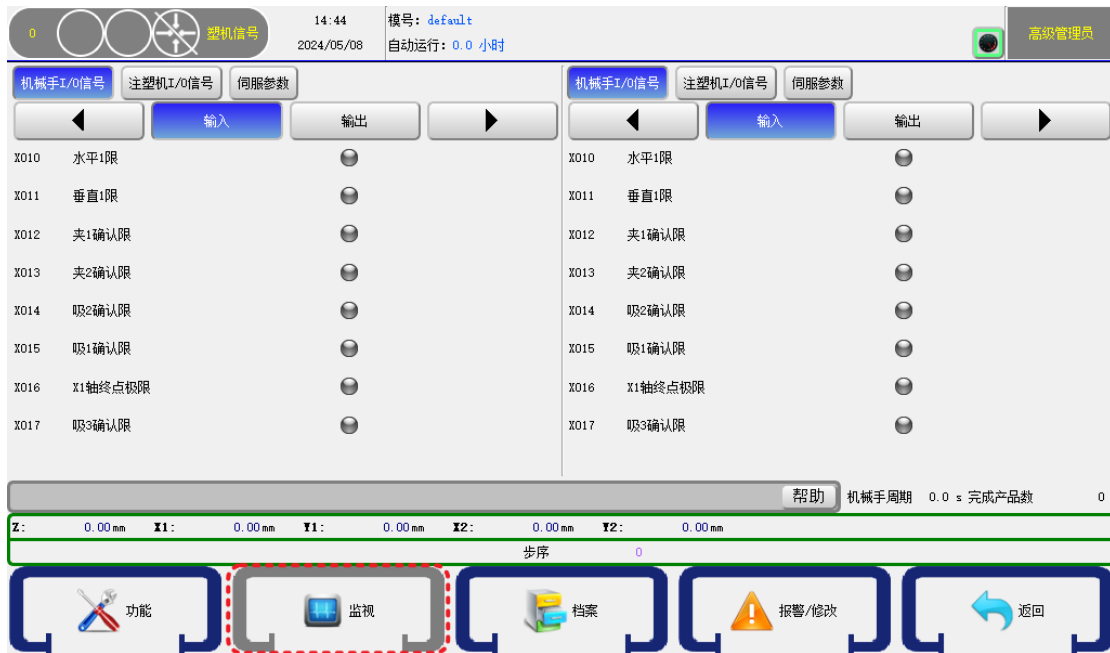 0 塑机信号 14:44 模号: default 高级管理员
2024/05/08 自动运行: 0.0 小时
机械手I/O信号 注塑机I/O信号 伺服参数 机械手I/O信号 注塑机I/O信号 伺服参数
输入 输出 输入 输出
X010 水平1限 X010 水平1限
X011 垂直1限 X011 垂直1限
X012 夹1确认限 X012 夹1确认限
X013 夹2确认限 X013 夹2确认限
X014 吸2确认限 X014 吸2确认限
X015 吸1确认限 X015 吸1确认限
X016 X1轴终点极限 X016 X1轴终点极限
X017 吸3确认限 X017 吸3确认限
帮助 机械手周期 0.0 s 完成产品数 0
Z: 0.00mm X1: 0.00mm Y1: 0.00mm X2: 0.00mm Y2: 0.00mm
步序 0
功能 监视 档案 报警/修改 返回